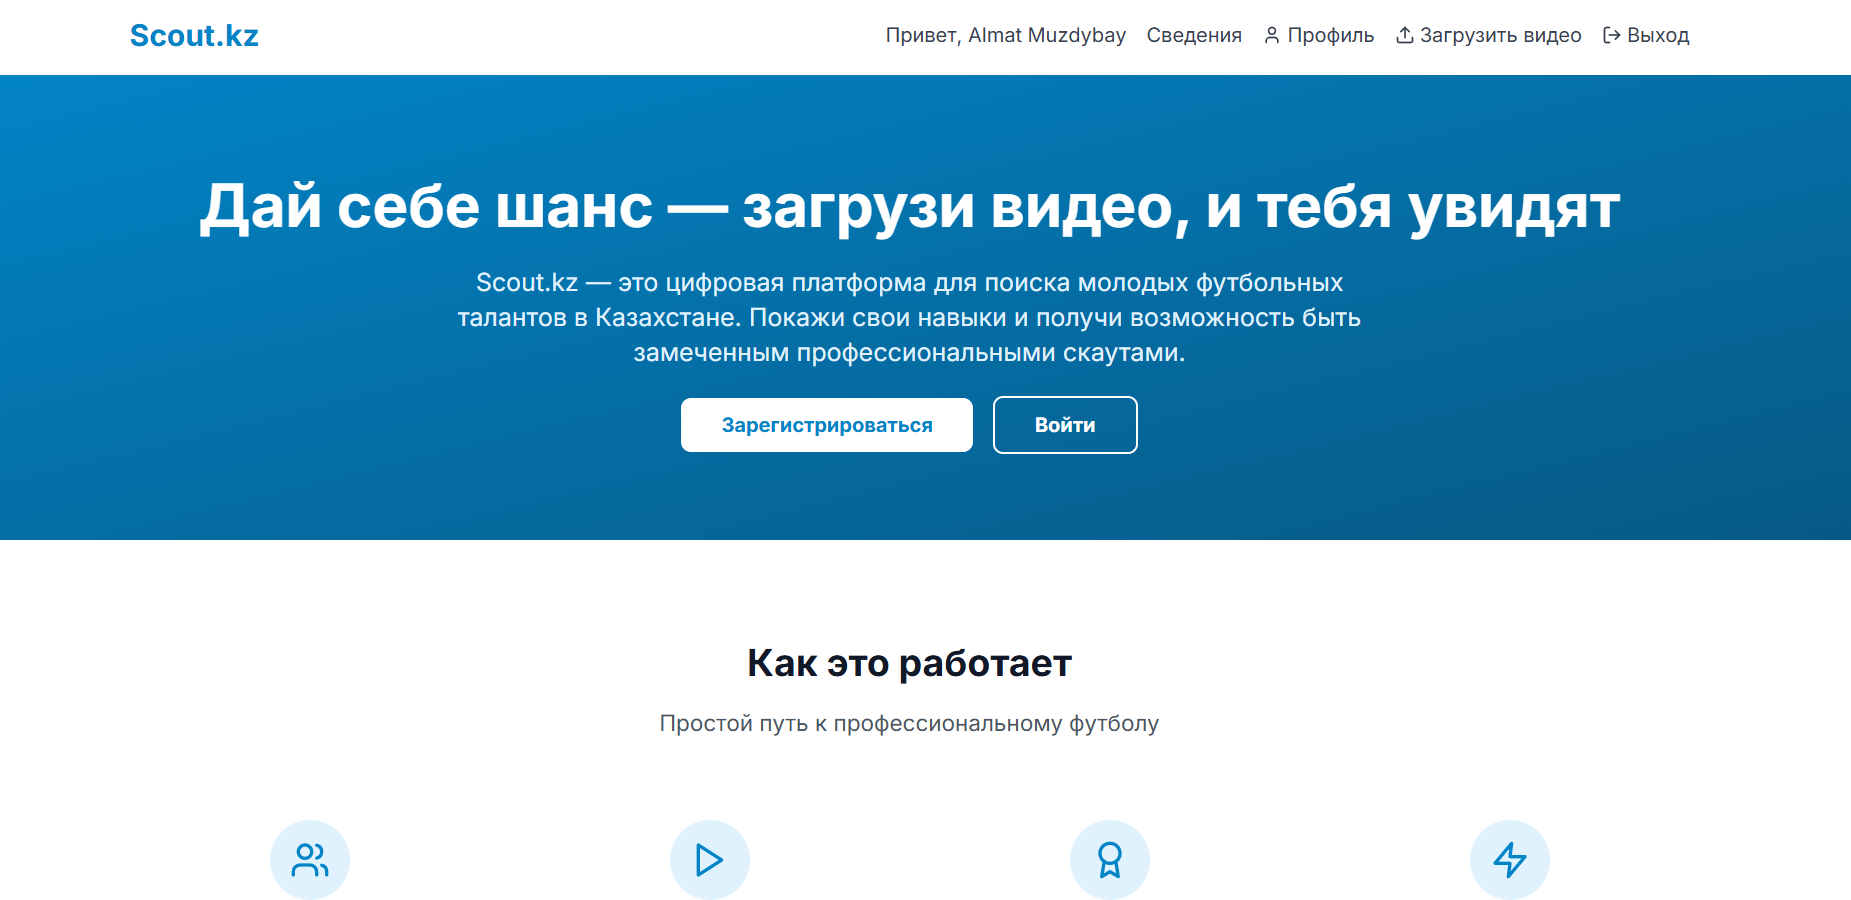 Scout.kz
Привет, Almat Muzdybay
Сведения
Профиль
Загрузить видео
Выход
Дай себе шанс — загрузи видео, и тебя увидят
Scout.kz — это цифровая платформа для поиска молодых футбольных
талантов в Казахстане. Покажи свои навыки и получи возможность быть
замеченным профессиональными скаутами.
Зарегистрироваться
Войти
Как это работает
Простой путь к профессиональному футболу